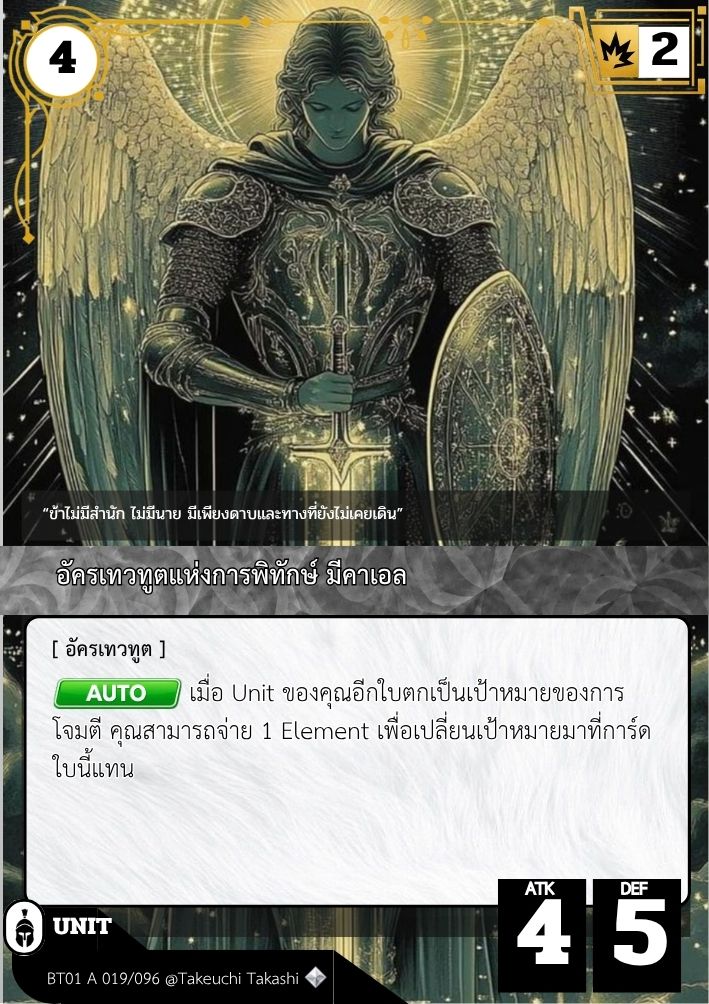 4
2
“ข้าไม่มีสำนัก ไม่มีนาย มีเพียงดาบและทางที่ยังไม่เคยเดิน”
อัครเทวทูตแห่งการพิทักษ์ มีคาเอล
[ อัครเทวทูต ]
AUTO เมื่อ Unit ของคุณอีกใบตกเป็นเป้าหมายของการ
โจมตี คุณสามารถจ่าย 1 Element เพื่อเปลี่ยนเป้าหมายมาที่การ์ด
ใบนี้แทน
ATK DEF
4 5
UNIT
BT01 A 019/096 @Takeuchi Takashi